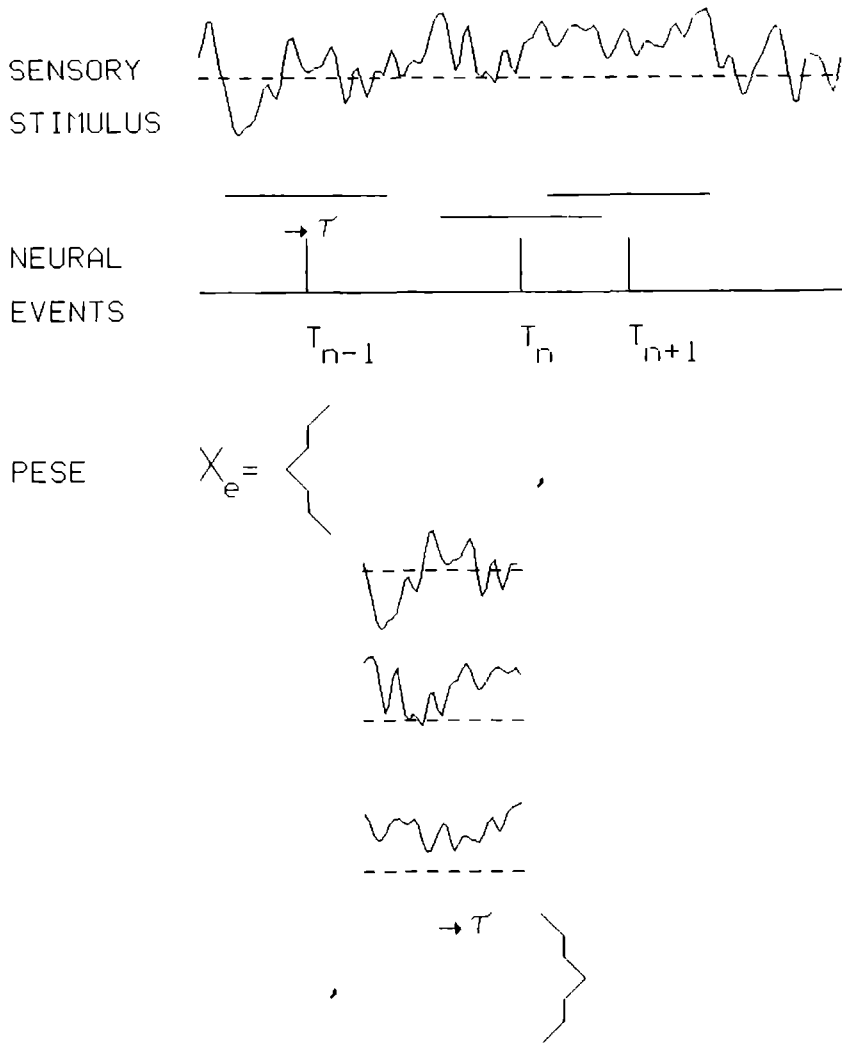 SENSORY
STIMULUS
→ τ
NEURAL
EVENTS
T_{n-1} T_n T_{n+1}
PESE X_e = { ,
→ τ
, }